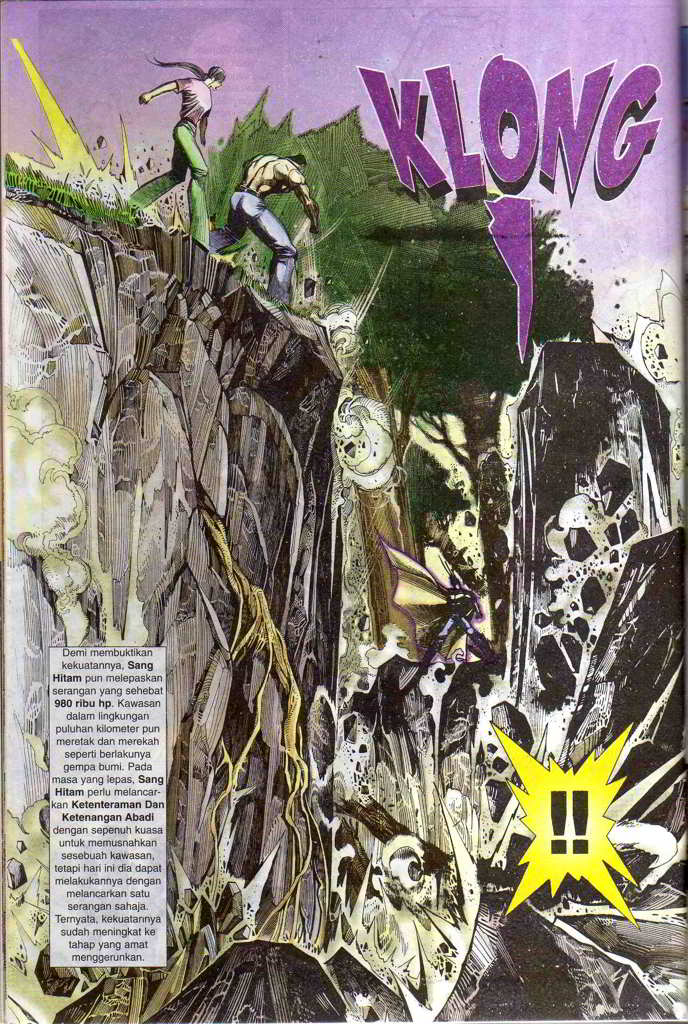 KLONG
!
!!
Demi membuktikan
kekuatannya, Sang
Hitam pun melepaskan
serangan yang sehebat
980 ribu hp. Kawasan
dalam lingkungan
puluhan kilometer pun
meretak dan merekah
seperti berlakunya
gempa bumi. Pada
masa yang lepas, Sang
Hitam perlu melancar-
kan Ketenteraman Dan
Ketenangan Abadi
dengan sepenuh kuasa
untuk memusnahkan
sesebuah kawasan,
tetapi hari ini dia dapat
melakukannya dengan
melancarkan satu
serangan sahaja.
Ternyata, kekuatannya
sudah meningkat ke
tahap yang amat
menggerunkan.